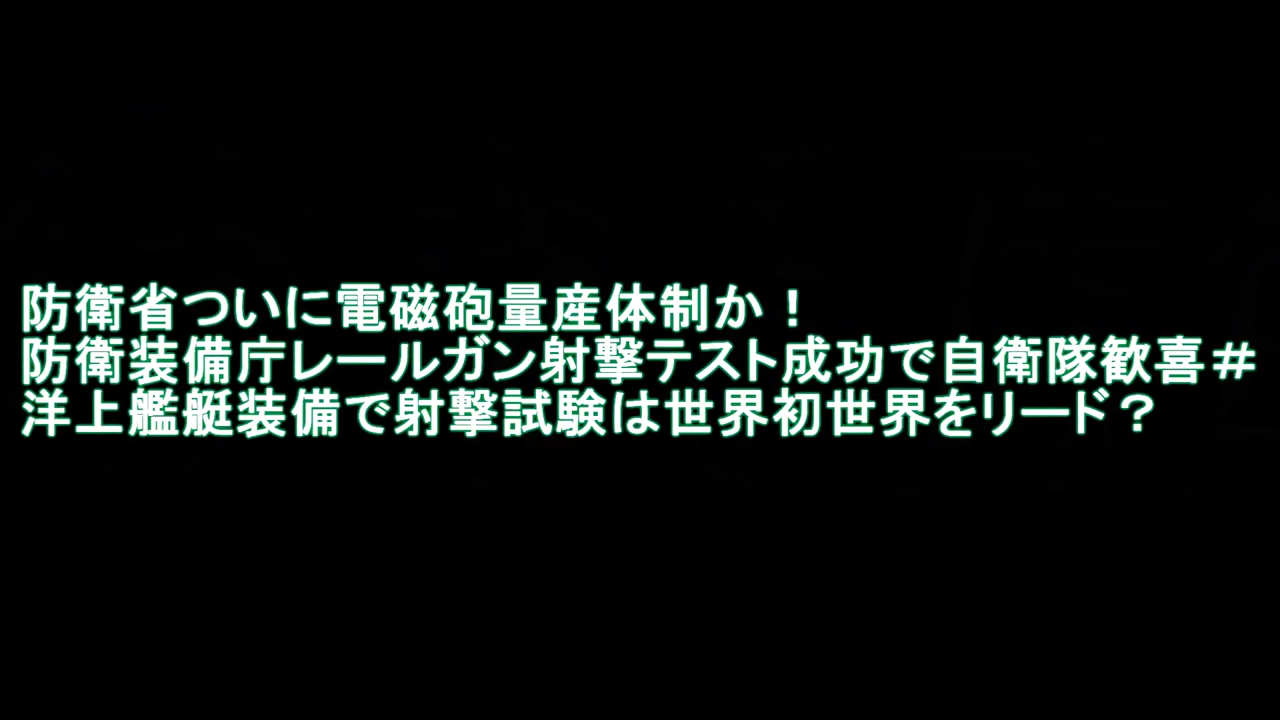 防衛省ついに電磁砲量産体制か！
防衛装備庁レールガン射撃テスト成功で自衛隊歓喜＃
洋上艦艇装備で射撃試験は世界初世界をリード？